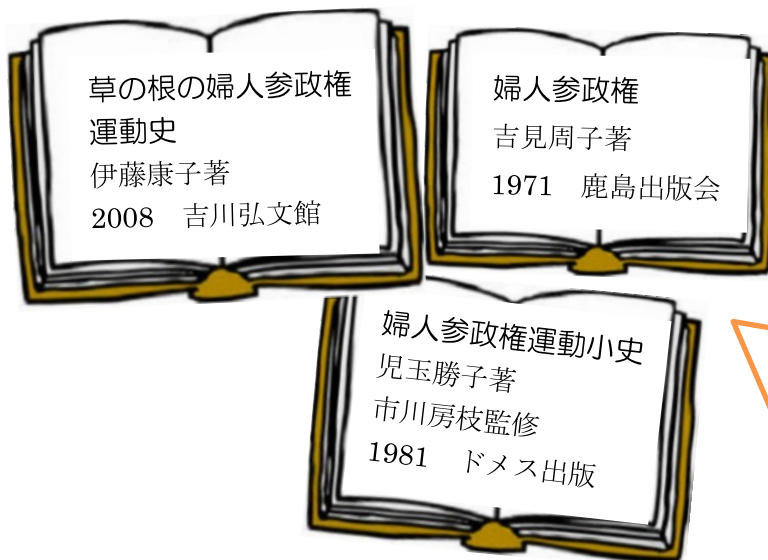 草の根の婦人参政権
運動史
伊藤康子著
2008　吉川弘文館
婦人参政権
吉見周子著
1971　鹿島出版会
婦人参政権運動小史
児玉勝子著
市川房枝監修
1981　ドメス出版